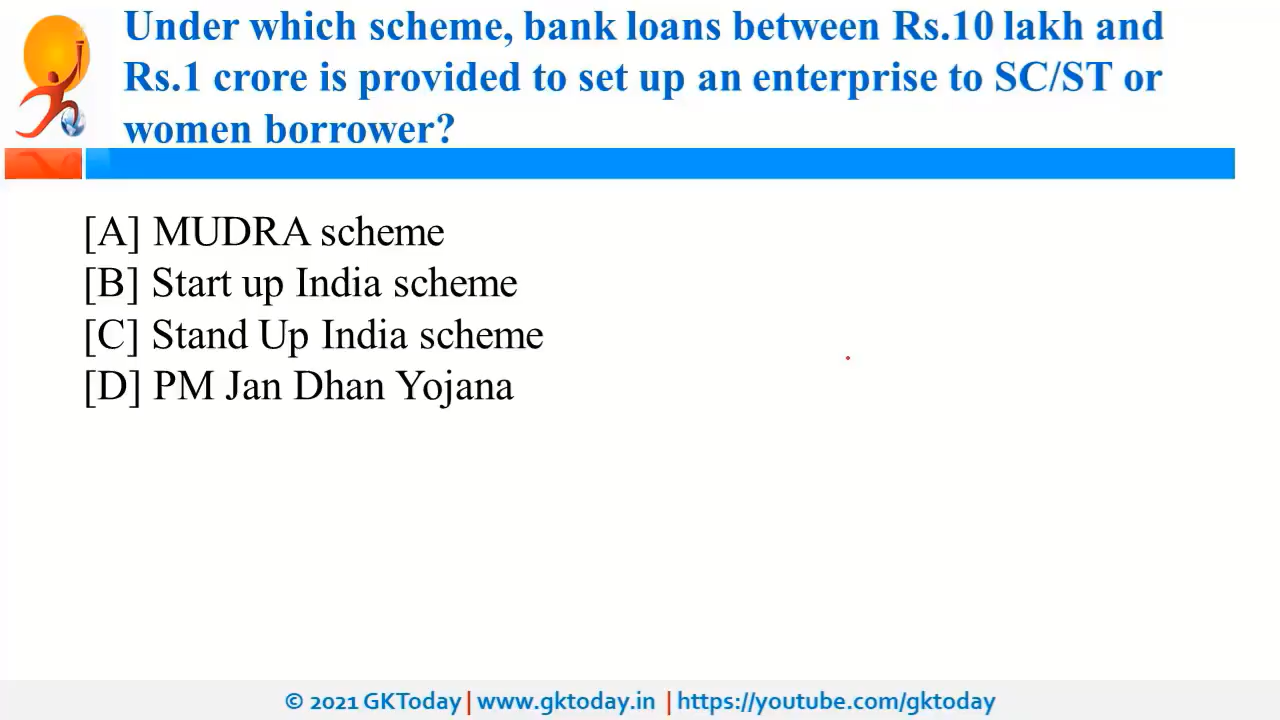 Under which scheme, bank loans between Rs.10 lakh and
Rs.1 crore is provided to set up an enterprise to SC/ST or
women borrower?
[A] MUDRA scheme
[B] Start up India scheme
[C] Stand Up India scheme
[D] PM Jan Dhan Yojana
© 2021 GKToday | www.gktoday.in | https://youtube.com/gktoday